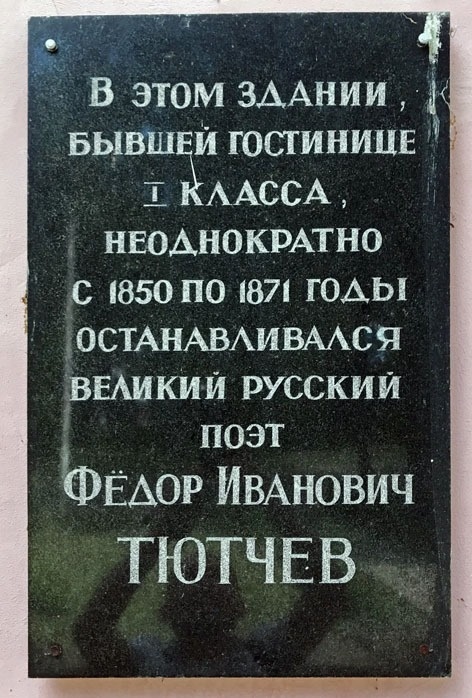 В ЭТОМ ЗДАНИИ,
БЫВШЕЙ ГОСТИНИЦЕ
I КЛАССА,
НЕОДНОКРАТНО
С 1850 ПО 1871 ГОДЫ
ОСТАНАВЛИВАЛСЯ
ВЕЛИКИЙ РУССКИЙ
ПОЭТ
ФЁДОР ИВАНОВИЧ
ТЮТЧЕВ